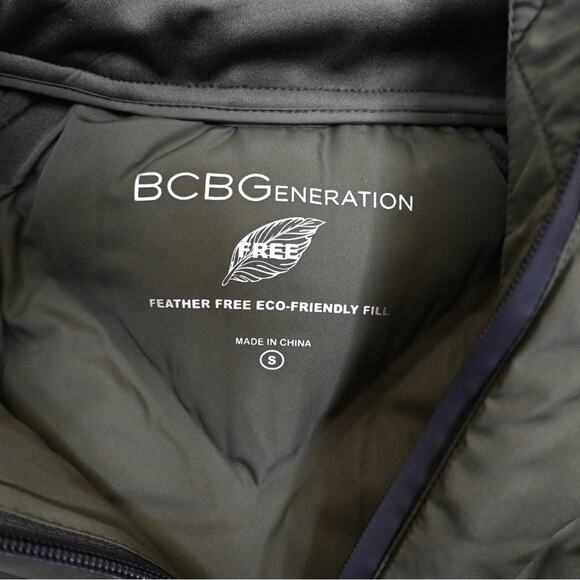 BCBGENERATION
FREE
FEATHER FREE ECO-FRIENDLY FILL
MADE IN CHINA
S